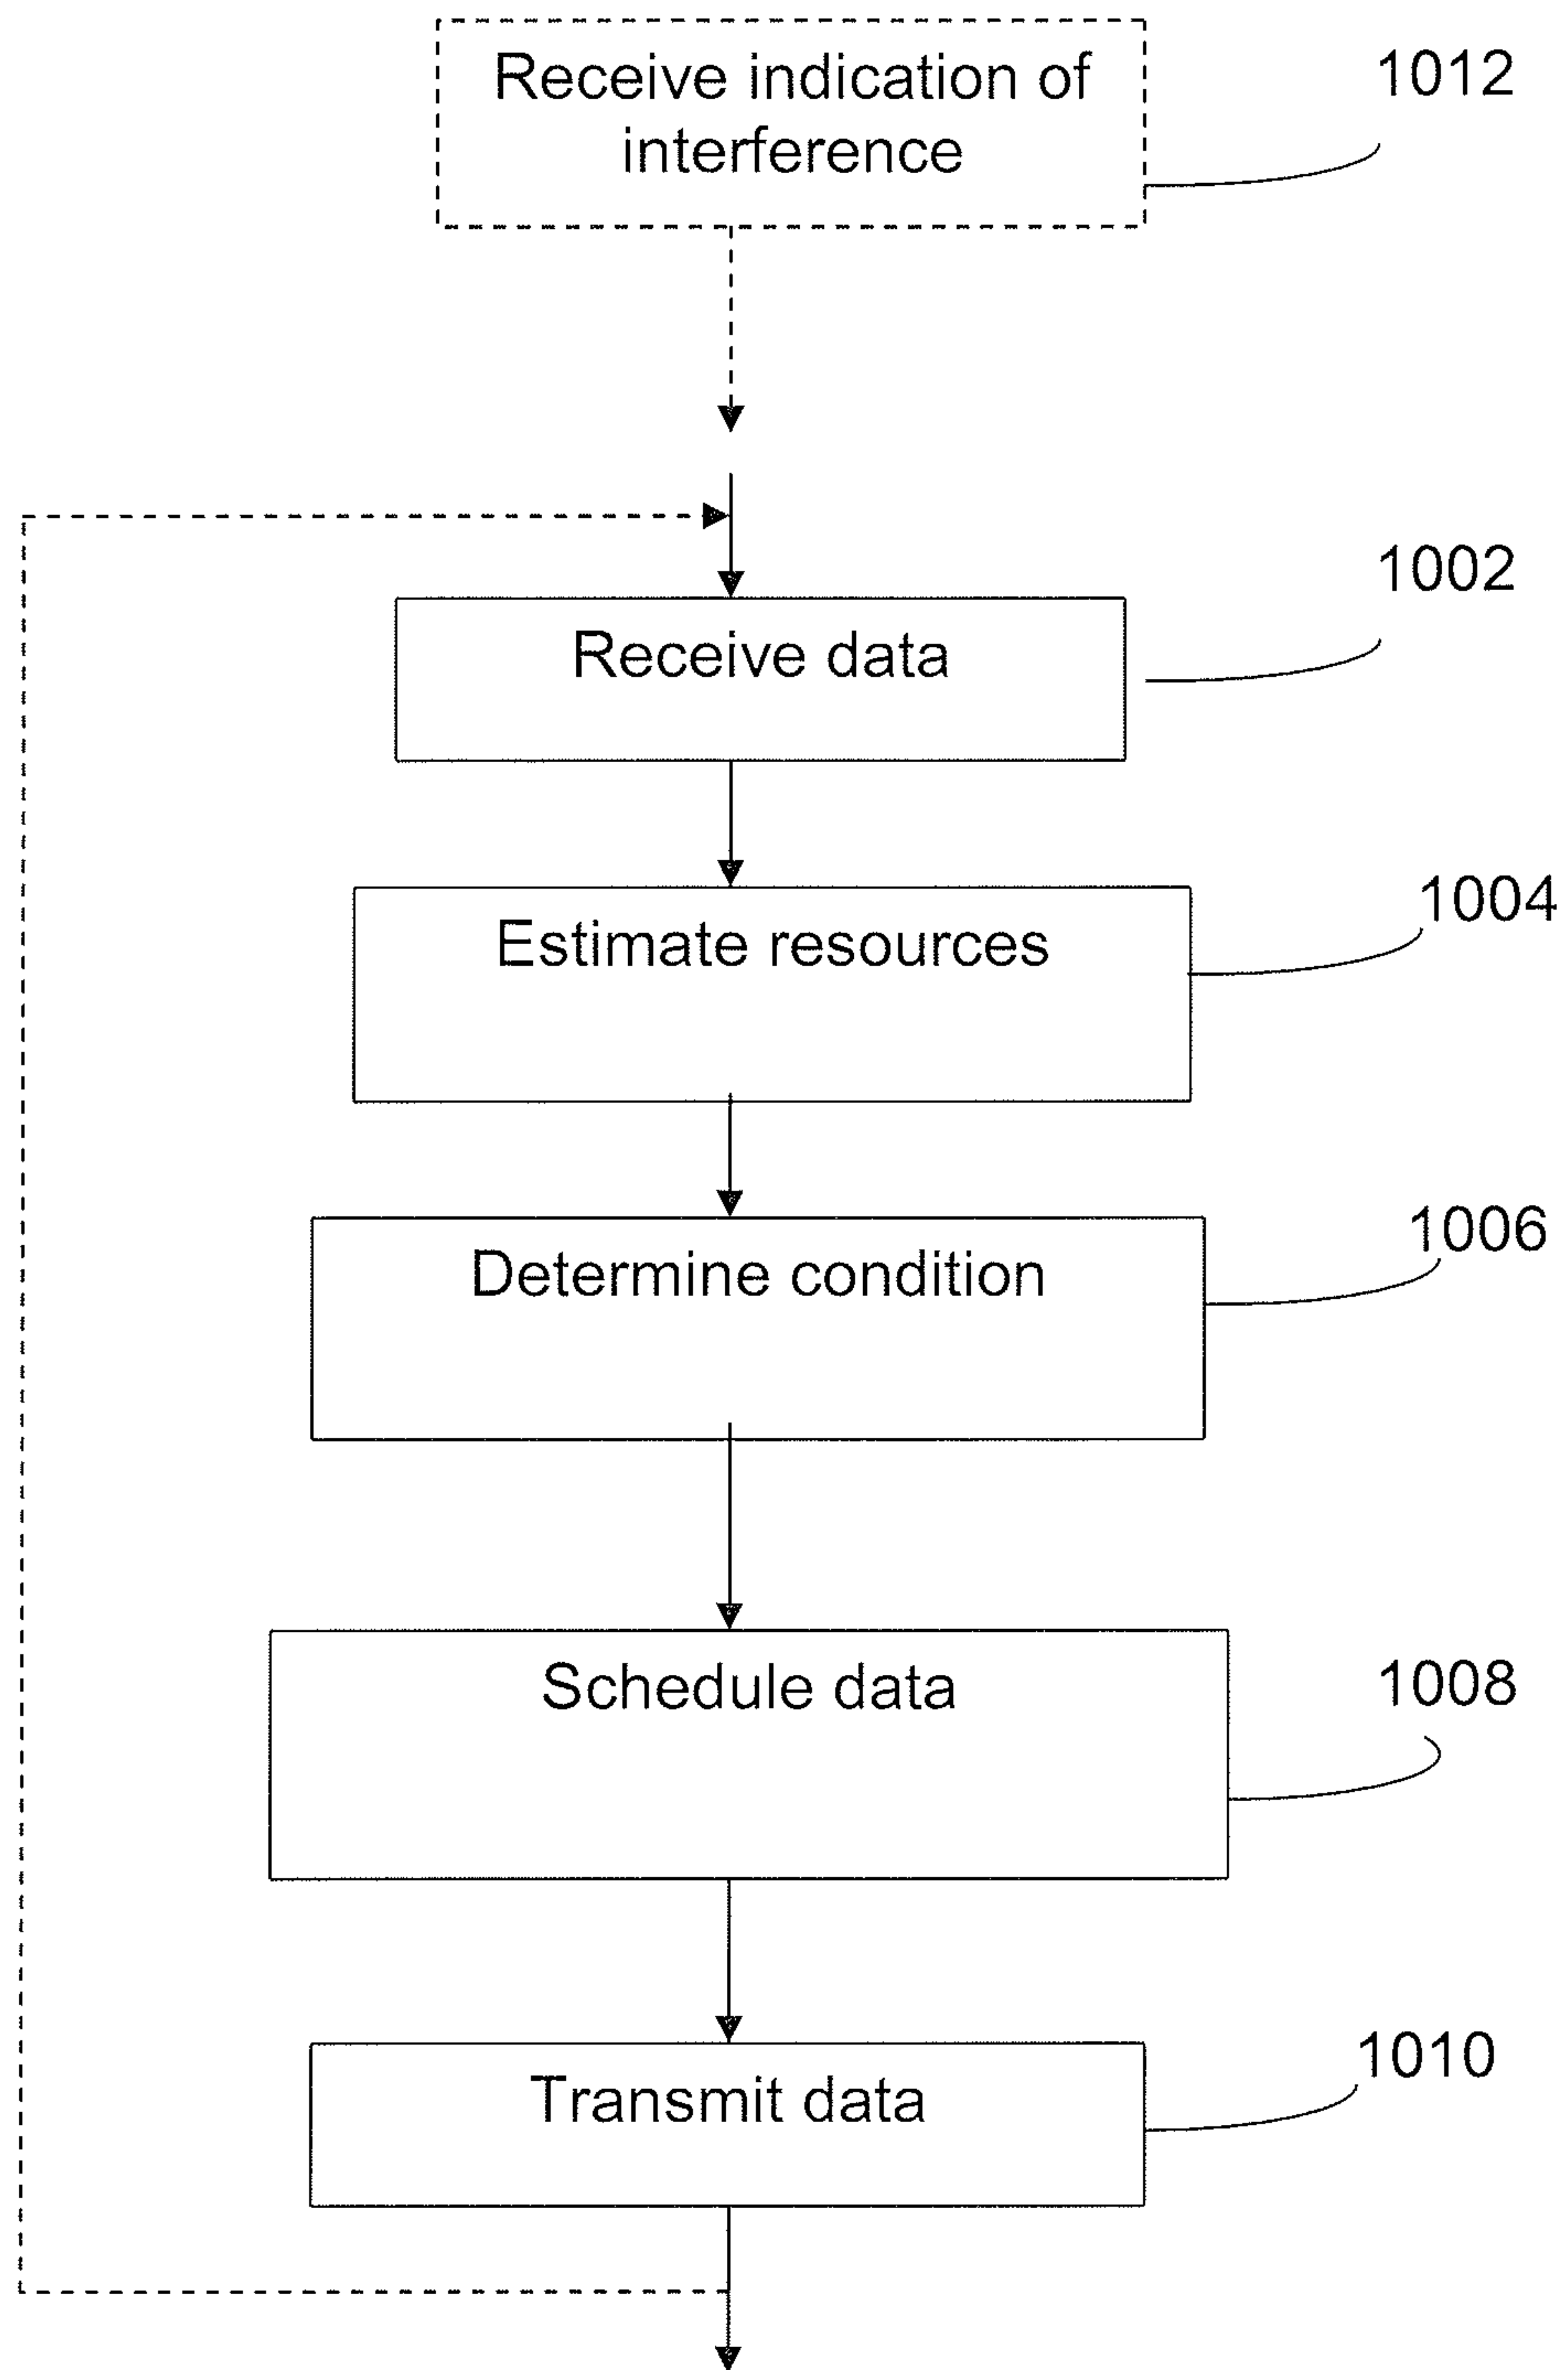 Receive indication of
interference
1012
1002
Receive data
1004
Estimate resources
1006
Determine condition
Schedule data
1008
1010
Transmit data